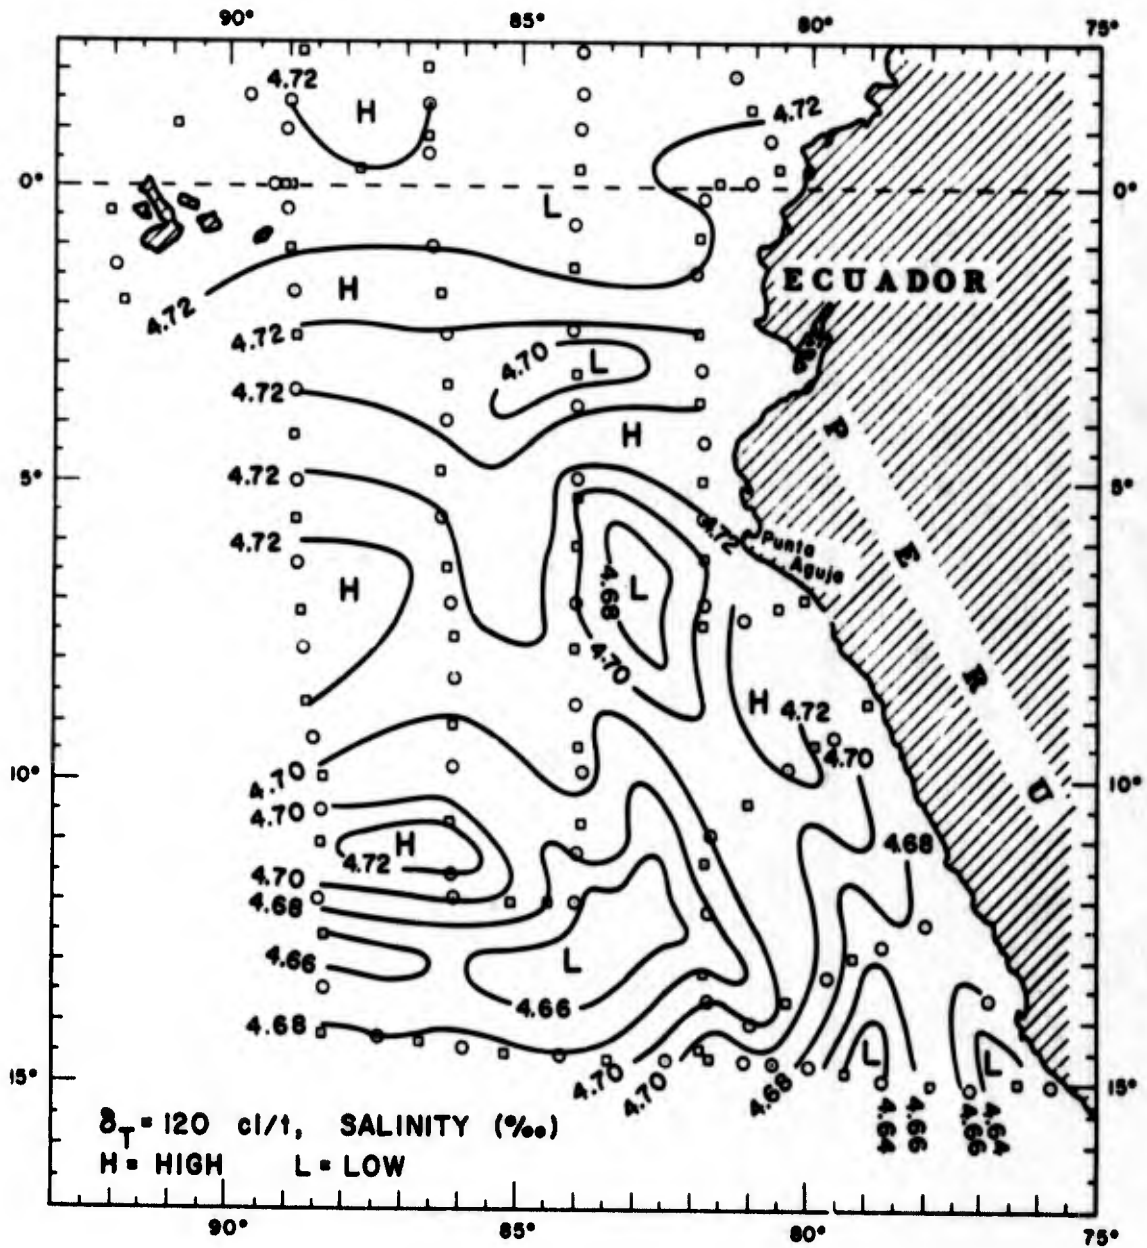 90° 85° 80° 75°
4.72
H
4.72
0° 0°
L
ECUADOR
H
4.72
4.72
4.70 L
4.72
H
5° 4.72 5°
P
E
R
U
4.72
4.72
Punta
Aguja
H
L
4.68
4.70
H 4.72
4.70
10° 4.70 10°
4.70
H
4.72
4.68
4.70
4.68
4.66
L
4.66
4.68
L L
15° 15°
4.70 4.70 4.68
4.64 4.66 4.66 4.64
δT = 120 cl/t, SALINITY (‰)
H = HIGH L = LOW
90° 85° 80° 75°